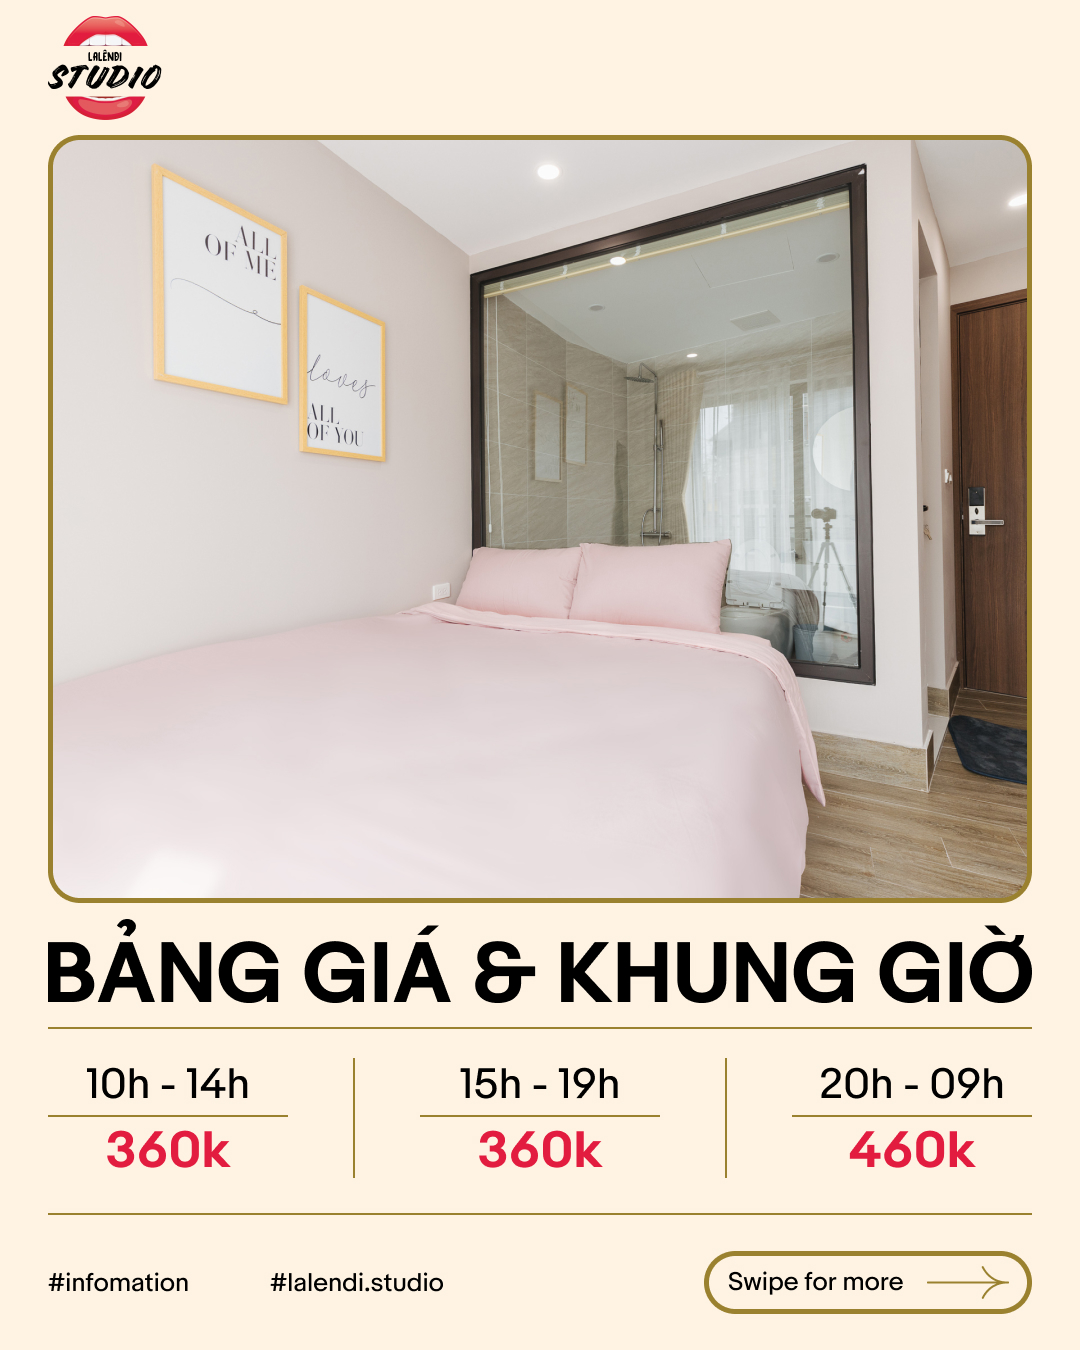 LALÊNDI
STUDIO
ALL
OF ME
loves
ALL
OF YOU
BẢNG GIÁ & KHUNG GIỜ
10h - 14h
360k
15h - 19h
360k
20h - 09h
460k
#infomation
#lalendi.studio
Swipe for more